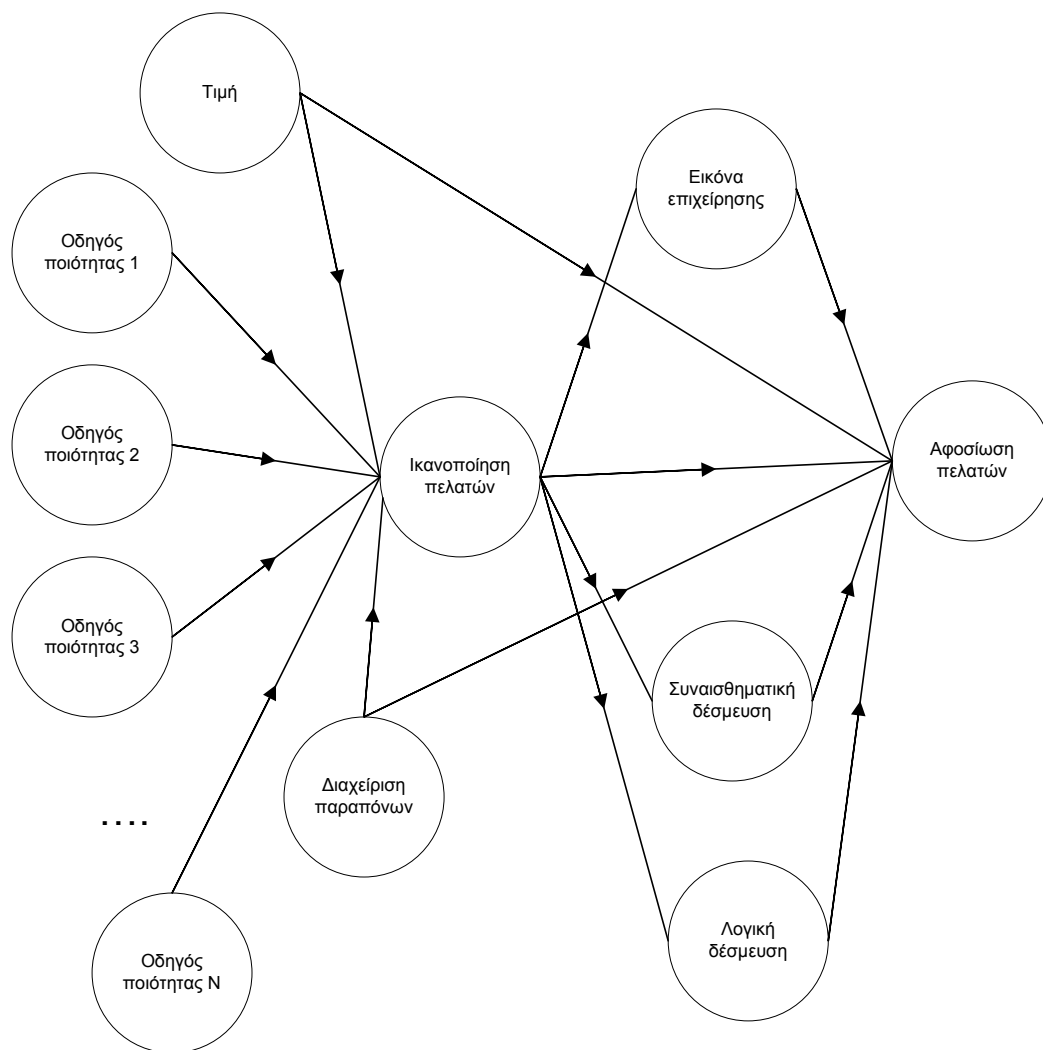 Τιμή
Εικόνα
επιχείρησης
Οδηγός
ποιότητας 1
Οδηγός
ποιότητας 2
Ικανοποίηση
πελατών
Αφοσίωση
πελατών
Οδηγός
ποιότητας 3
Συναισθηματική
δέσμευση
Διαχείριση
παραπόνων
....
Λογική
δέσμευση
Οδηγός
ποιότητας Ν